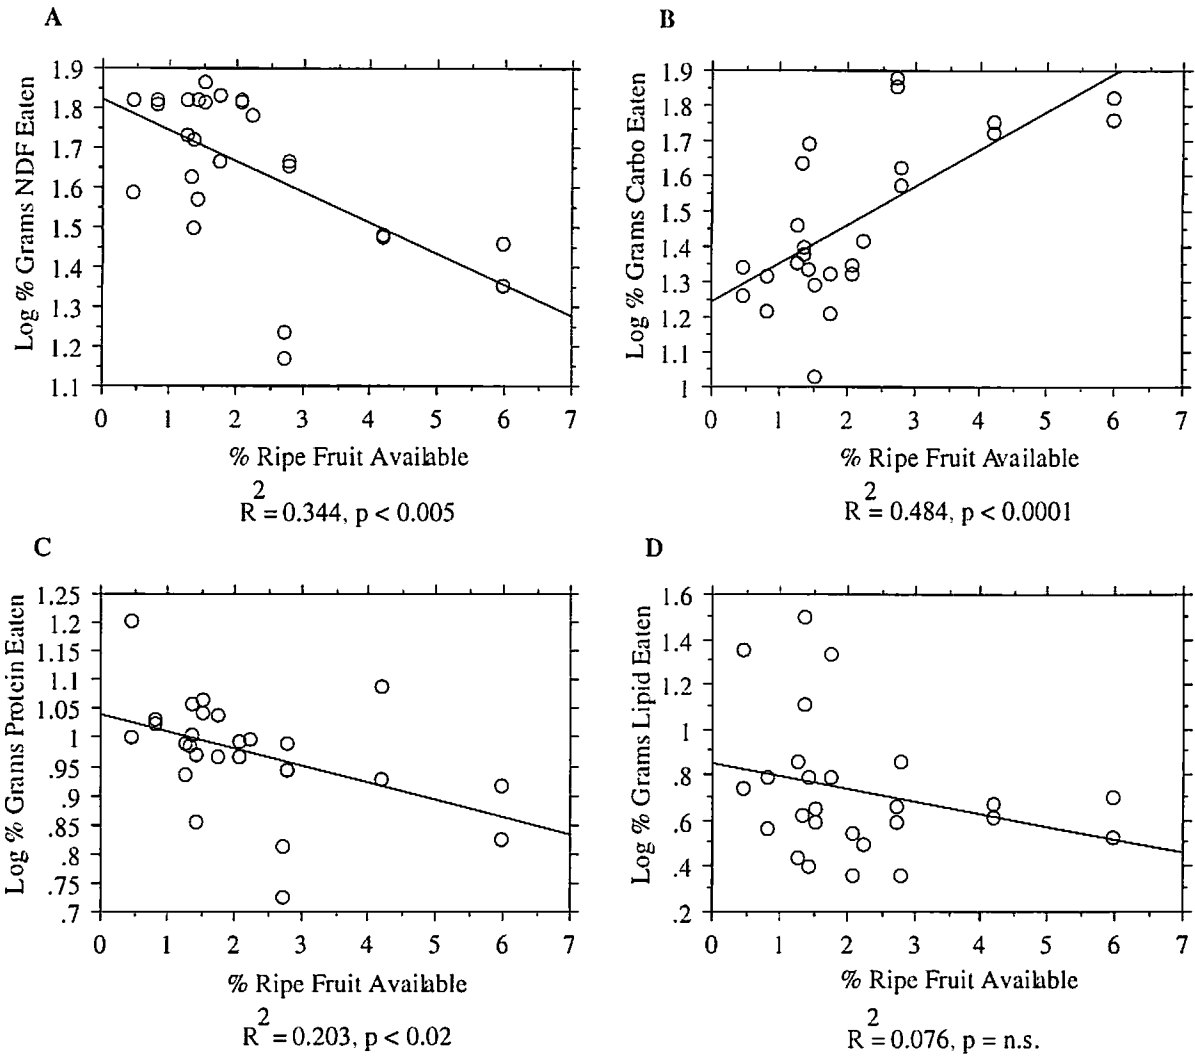 A
Log % Grams NDF Eaten
1.9
1.8
1.7
1.6
1.5
1.4
1.3
1.2
1.1
0 1 2 3 4 5 6 7
% Ripe Fruit Available
R² = 0.344, p < 0.005
B
Log % Grams Carbo Eaten
1.9
1.8
1.7
1.6
1.5
1.4
1.3
1.2
1.1
1
0 1 2 3 4 5 6 7
% Ripe Fruit Available
R² = 0.484, p < 0.0001
C
Log % Grams Protein Eaten
1.25
1.2
1.15
1.1
1.05
1
.95
.9
.85
.8
.75
.7
0 1 2 3 4 5 6 7
% Ripe Fruit Available
R² = 0.203, p < 0.02
D
Log % Grams Lipid Eaten
1.6
1.4
1.2
1
.8
.6
.4
.2
0 1 2 3 4 5 6 7
% Ripe Fruit Available
R² = 0.076, p = n.s.